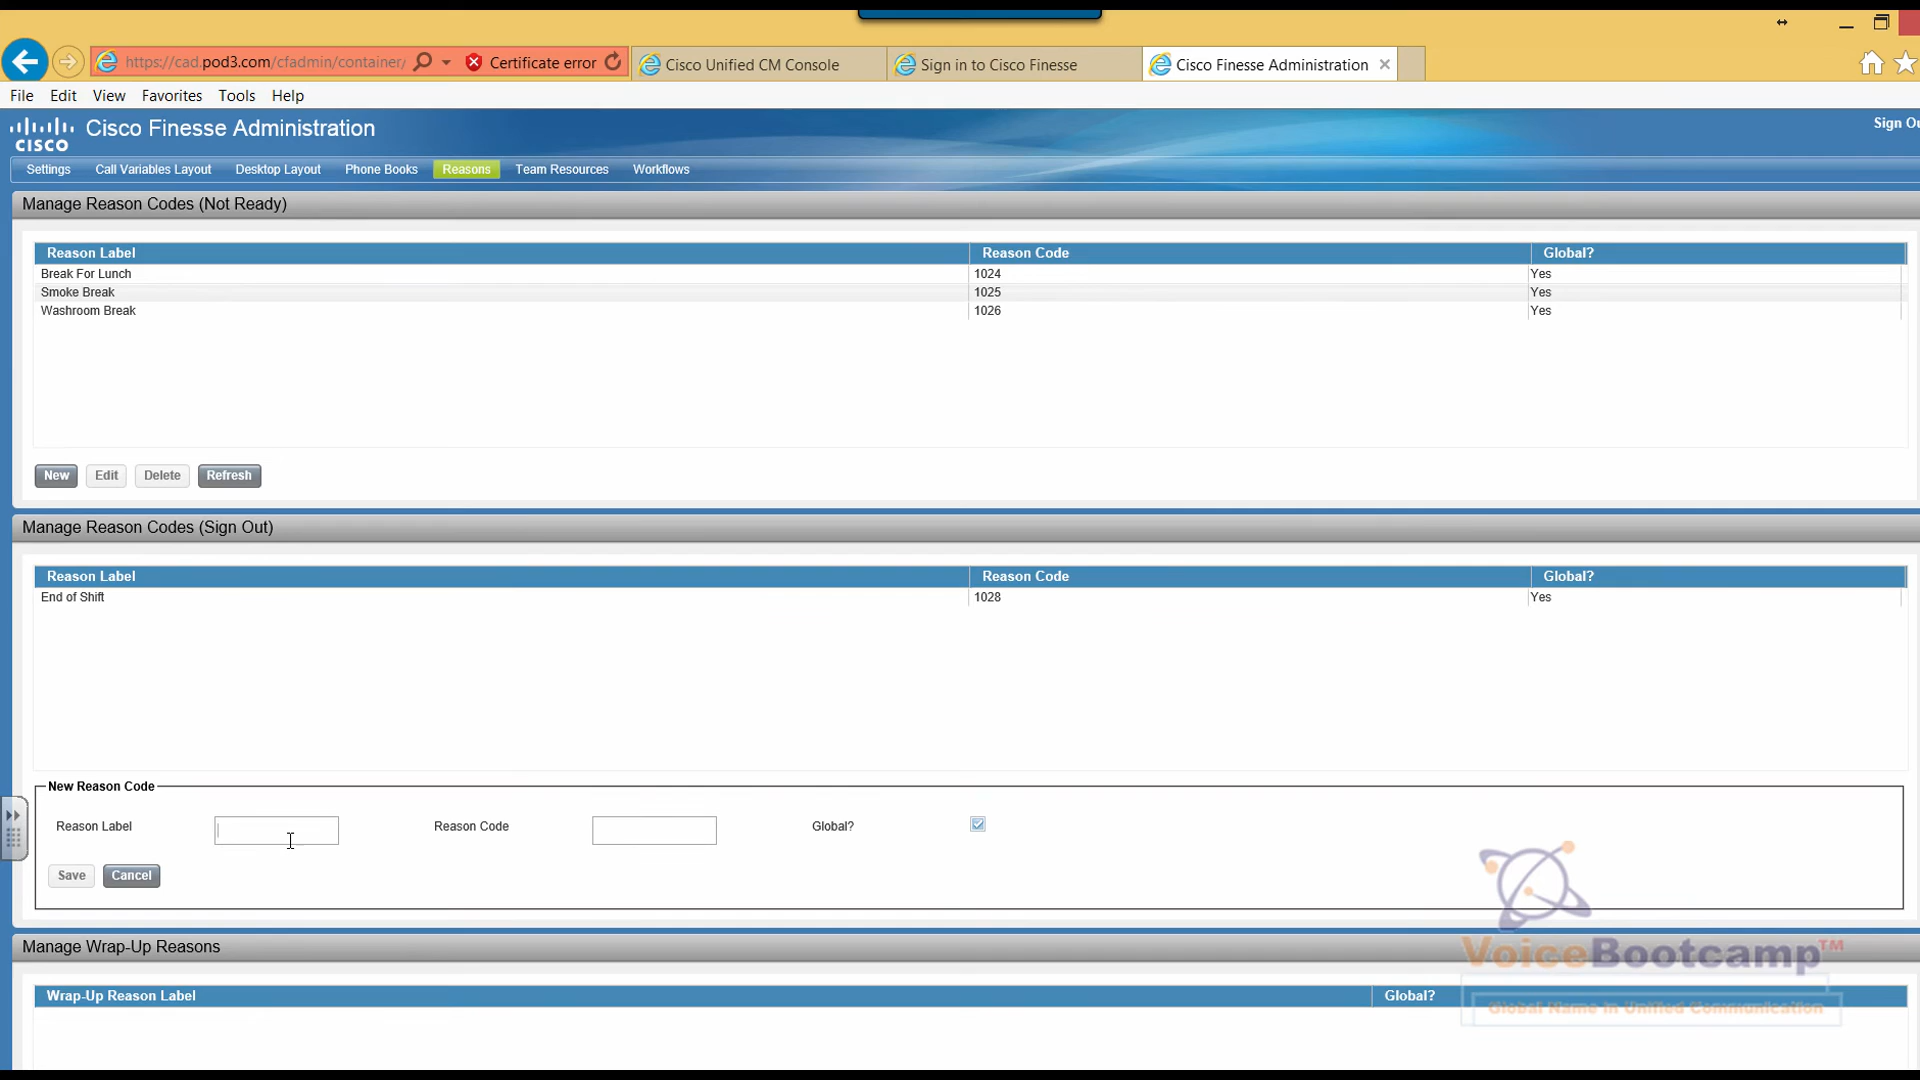 https://cad.pod3.com/cfadmin/container/ Certificate error Cisco Unified CM Console Sign in to Cisco Finesse Cisco Finesse Administration
File Edit View Favorites Tools Help
CISCO Cisco Finesse Administration Sign Ou
Settings Call Variables Layout Desktop Layout Phone Books Reasons Team Resources Workflows
Manage Reason Codes (Not Ready)
Reason Label Reason Code Global?
Break For Lunch 1024 Yes
Smoke Break 1025 Yes
Washroom Break 1026 Yes
New Edit Delete Refresh
Manage Reason Codes (Sign Out)
Reason Label Reason Code Global?
End of Shift 1028 Yes
New Reason Code
Reason Label Reason Code Global?
Save Cancel
Manage Wrap-Up Reasons
VoiceBootcamp™
Wrap-Up Reason Label Global?
Global Name in Unified Communication